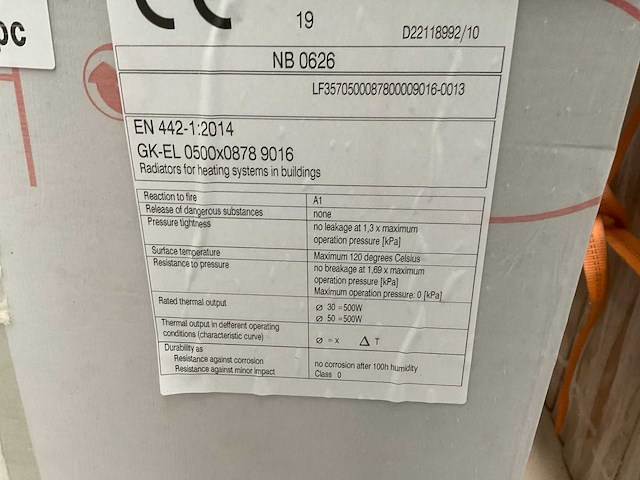 pc
CE
19
D22118992/10
NB 0626
LF3570500087800009016-0013
EN 442-1:2014
GK-EL 0500x0878 9016
Radiators for heating systems in buildings
Reaction to fire A1
Release of dangerous substances none
Pressure tightness no leakage at 1,3 x maximum
operation pressure [kPa]
Surface temperature Maximum 120 degrees Celsius
Resistance to pressure no breakage at 1,69 x maximum
operation pressure [kPa]
Maximum operation pressure: 0 [kPa]
Rated thermal output ⌀ 30 =500W
⌀ 50 =500W
Thermal output in defferent operating
conditions (characteristic curve) ⌀ = x Δ T
Durability as
Resistance against corrosion no corrosion after 100h humidity
Resistance against minor impact Class 0